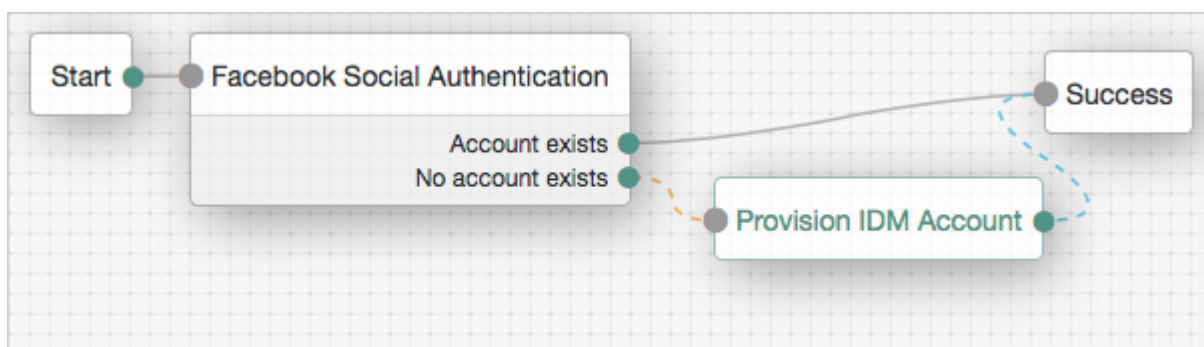 Start
Facebook Social Authentication
Account exists
No account exists
Success
Provision IDM Account